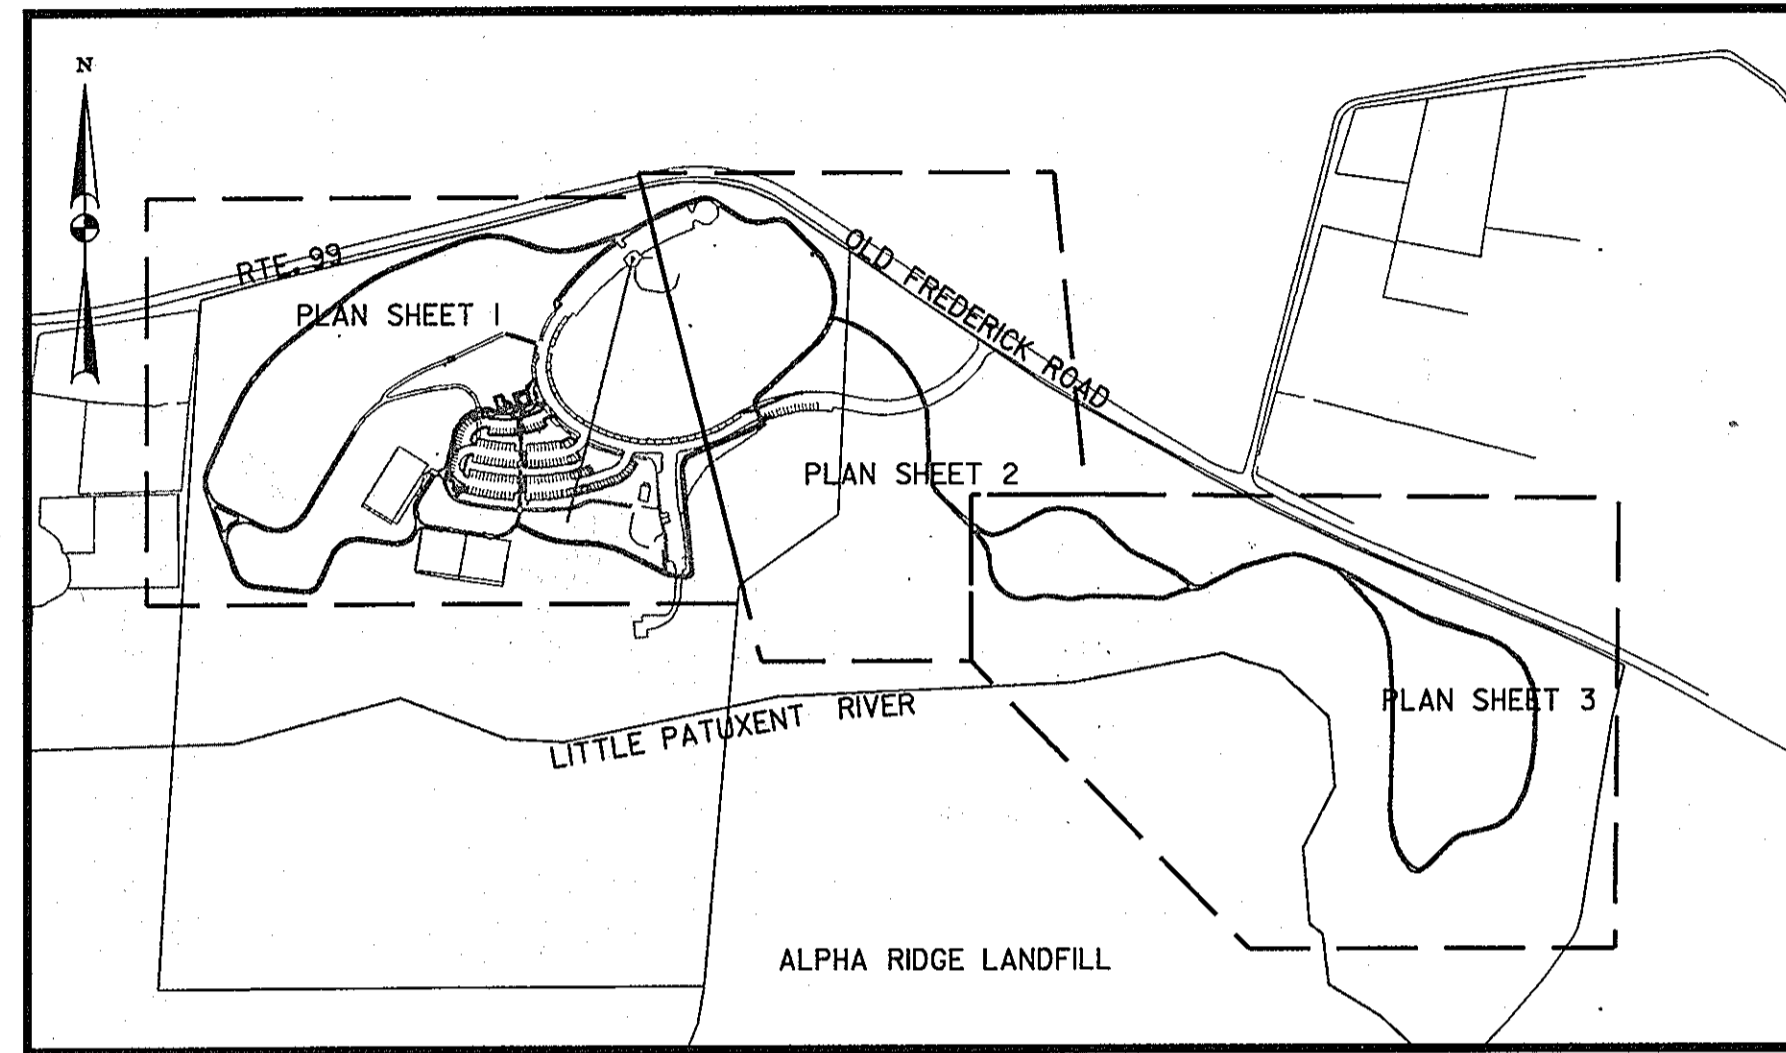 N
RTE. 99
OLD FREDERICK ROAD
PLAN SHEET 1
PLAN SHEET 2
PLAN SHEET 3
LITTLE PATUXENT RIVER
ALPHA RIDGE LANDFILL